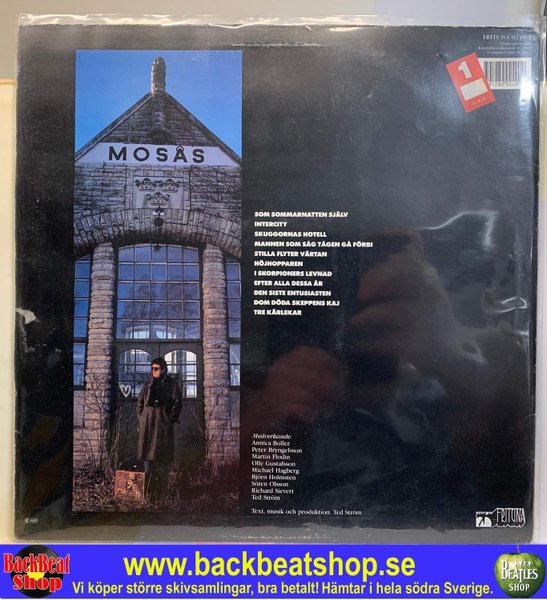 FRITUNA
1
S.A.S.
MOSÅS
SOM SOMMARNATTEN SJÄLV
INTERCITY
SKUGGORNAS HOTELL
MANNEN SOM SÅG TÅGEN GÅ FÖRBI
STILLA FLYTER VÄRTAN
HÖJHOPPAREN
I SKORPIONERS LEVNAD
EFTER ALLA DESSA ÅR
DEN SISTE ENTUSIASTEN
DOM DÖDA SKEPPENS KAJ
TRE KÄRLEKAR
Medverkande:
Annica Boller
Peter Bryngelsson
Martin Flodin
Olle Gustafsson
Michael Hagberg
Björn Holmsten
Sören Olsson
Richard Sievert
Ted Ström
Text, musik och produktion: Ted Ström
FRITUNA
BackBeat
Shop
www.backbeatshop.se
Vi köper större skivsamlingar, bra betalt! Hämtar i hela södra Sverige.
BEATLES
SHOP